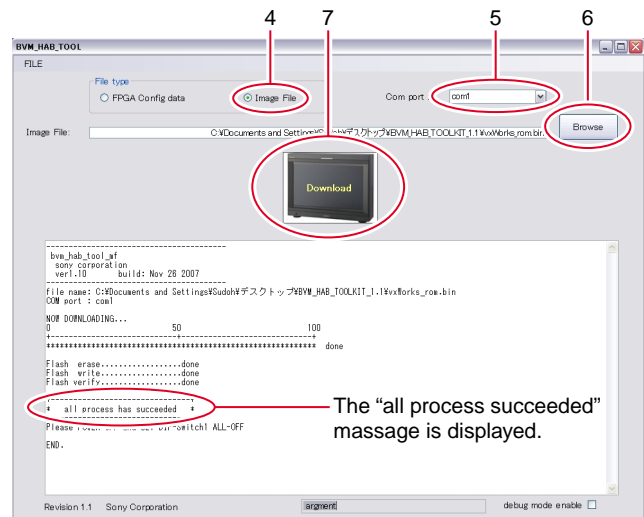 4 7 5 6
BVM_HAB_TOOL
FILE
File type
FPGA Config data
Image File
Com port :
com1
Image File:
C:¥Documents and Settings¥Sudoh¥デスクトップ¥BVM_HAB_TOOLKIT_1.1¥vxWorks_rom.bin
Browse
Download
----------------------------------------
bvm_hab_tool_mf
sony corporation
ver1.10 build: Nov 26 2007
----------------------------------------
file name: C:¥Documents and Settings¥Sudoh¥デスクトップ¥BVM_HAB_TOOLKIT_1.1¥vxWorks_rom.bin
COM port : com1
NOW DOWNLOADING...
0 50 100
+-----------------------------+-----------------------------+
************************************************************* done
Flash erase..................done
Flash write..................done
Flash verify.................done
* all process has succeeded *
The “all process succeeded”
massage is displayed.
Please POWER OFF and SET DIP-Switch1 ALL-OFF
END.
Revision 1.1 Sony Corporation
argment
debug mode enable